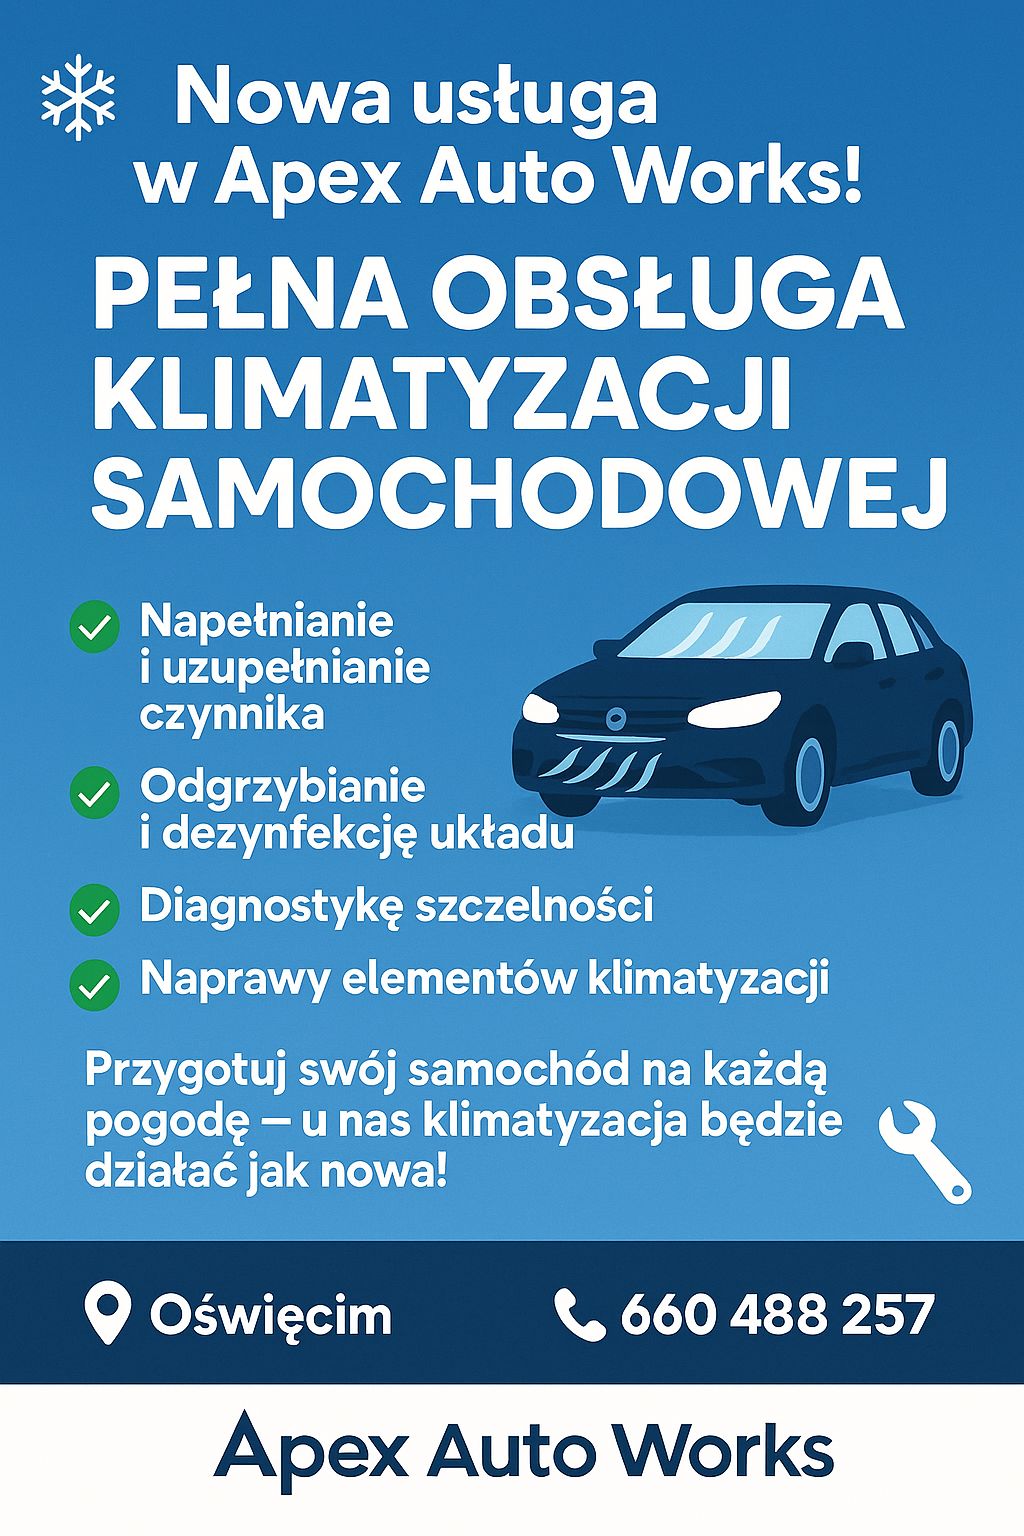 Nowa usługa
w Apex Auto Works!
PEŁNA OBSŁUGA
KLIMATYZACJI
SAMOCHODOWEJ
Napełnianie
i uzupełnianie
czynnika
Odgrzybianie
i dezynfekcję układu
Diagnostykę szczelności
Naprawy elementów klimatyzacji
Przygotuj swój samochód na każdą
pogodę – u nas klimatyzacja będzie
działać jak nowa!
Oświęcim
660 488 257
Apex Auto Works